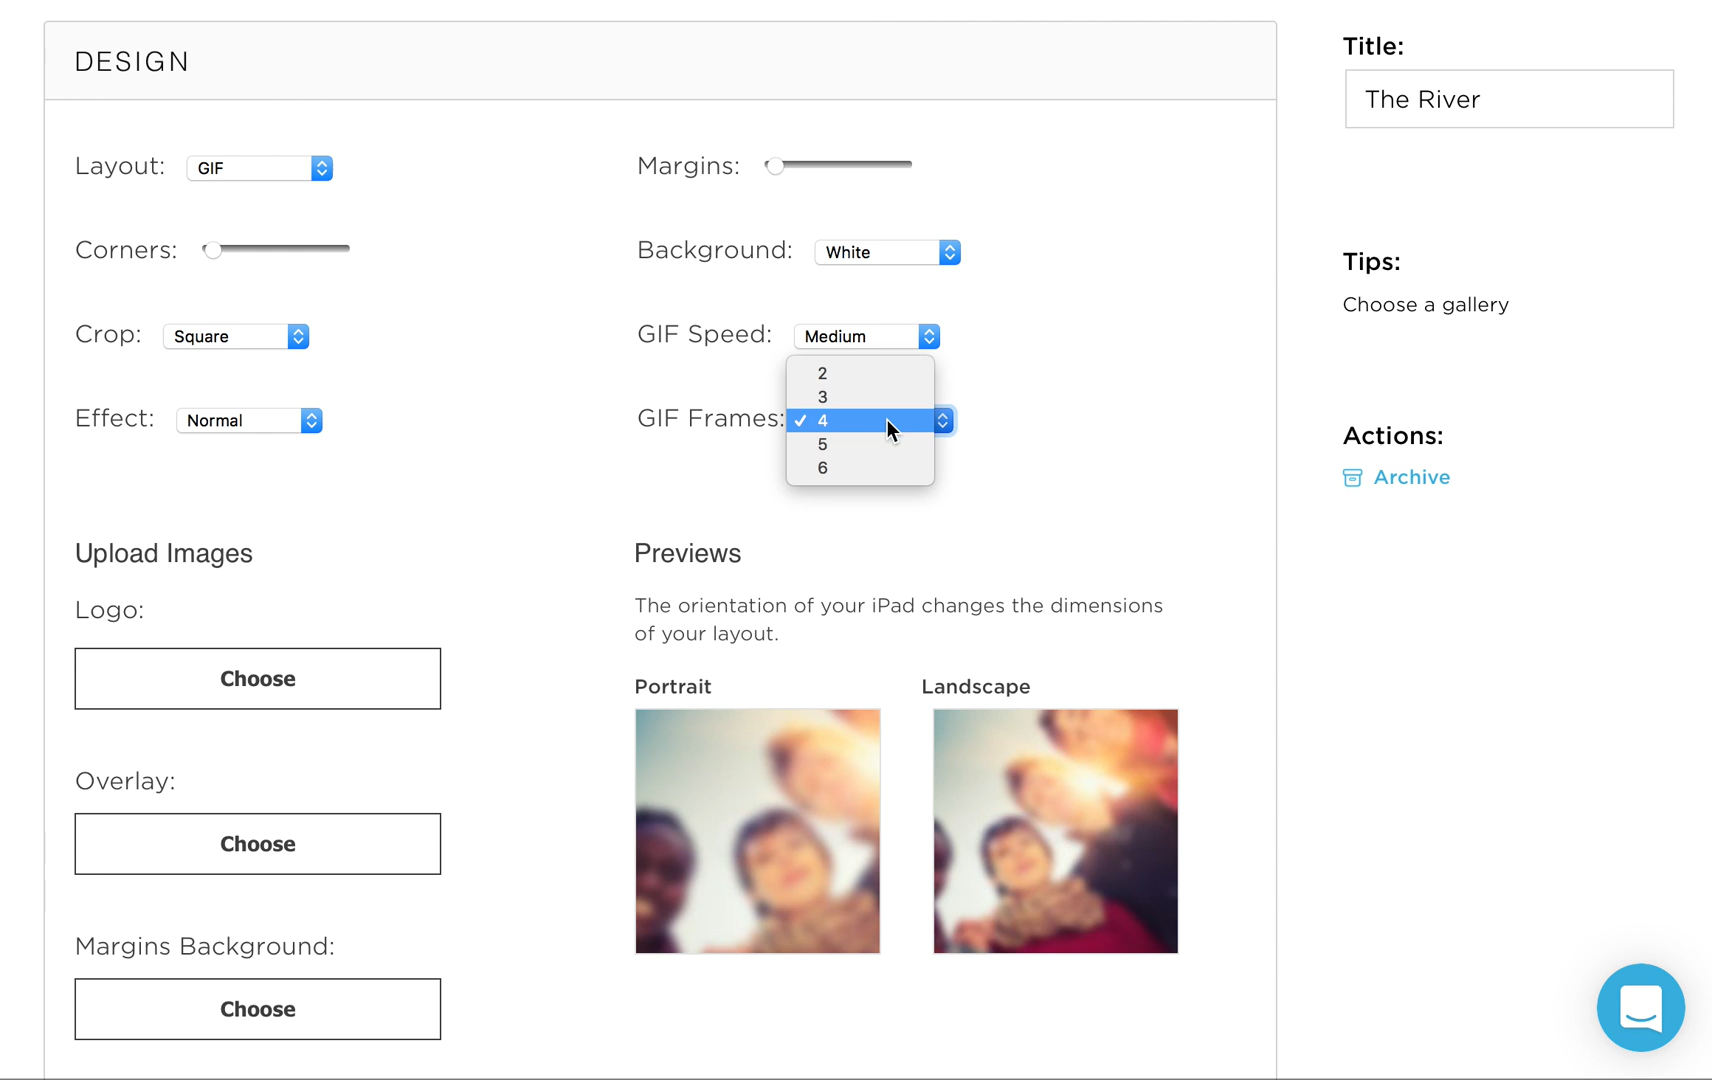 DESIGN
Layout: GIF
Margins:
Corners:
Background: White
Crop: Square
GIF Speed: Medium
Effect: Normal
GIF Frames:
2
3
✓ 4
5
6
Upload Images
Logo:
Choose
Overlay:
Choose
Margins Background:
Choose
Previews
The orientation of your iPad changes the dimensions
of your layout.
Portrait
Landscape
Title:
The River
Tips:
Choose a gallery
Actions:
Archive